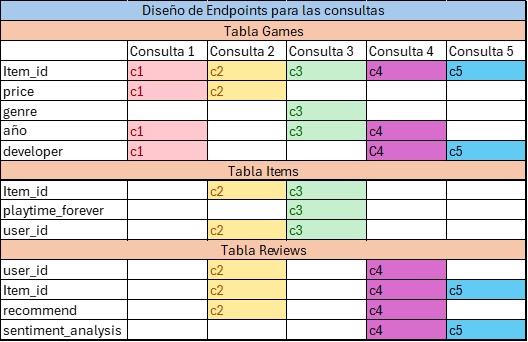 Diseño de Endpoints para las consultas
Tabla Games
Consulta 1 Consulta 2 Consulta 3 Consulta 4 Consulta 5
Item_id c1 c2 c3 c4 c5
price c1 c2
genre c3
año c1 c3 c4
developer c1 C4 c5
Tabla Items
Item_id c2 c3
playtime_forever c3
user_id c2 c3
Tabla Reviews
user_id c2 c4
Item_id c2 c4 c5
recommend c2 c4
sentiment_analysis c4 c5